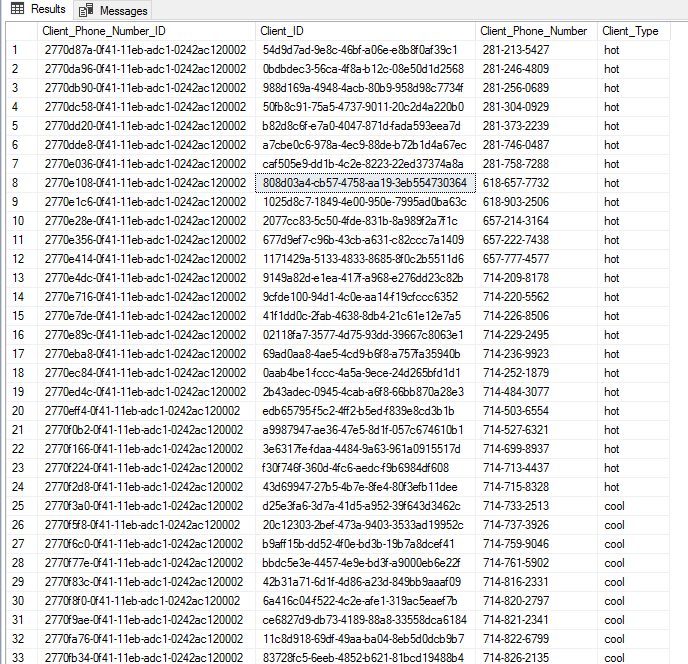 Results Messages
Client_Phone_Number_ID Client_ID Client_Phone_Number Client_Type
1 2770d87a-0f41-11eb-adc1-0242ac120002 54d9d7ad-9e8c-46bf-a06e-e8b8f0af39c1 281-213-5427 hot
2 2770da96-0f41-11eb-adc1-0242ac120002 0bdbdec3-56ca-4f8a-b12c-08e50d1d2568 281-246-4809 hot
3 2770db90-0f41-11eb-adc1-0242ac120002 988d169a-4948-4acb-80b9-958d98c7734f 281-256-0689 hot
4 2770dc58-0f41-11eb-adc1-0242ac120002 50fb8c91-75a5-4737-9011-20c2d4a220b0 281-304-0929 hot
5 2770dd20-0f41-11eb-adc1-0242ac120002 b82d8c6f-e7a0-4047-871d-fada593eea7d 281-373-2239 hot
6 2770dde8-0f41-11eb-adc1-0242ac120002 a7cbe0c6-978a-4ec9-88de-b72b1d4a67ec 281-746-0487 hot
7 2770e036-0f41-11eb-adc1-0242ac120002 caf505e9-dd1b-4c2e-8223-22ed37374a8a 281-758-7288 hot
8 2770e108-0f41-11eb-adc1-0242ac120002 808d03a4-cb57-4758-aa19-3eb554730364 618-657-7732 hot
9 2770e1c6-0f41-11eb-adc1-0242ac120002 1025d8c7-1849-4e00-950e-7995ad0ba63c 618-903-2506 hot
10 2770e28e-0f41-11eb-adc1-0242ac120002 2077cc83-5c50-4fde-831b-8a989f2a7f1c 657-214-3164 hot
11 2770e356-0f41-11eb-adc1-0242ac120002 677d9ef7-c96b-43cb-a631-c82ccc7a1409 657-222-7438 hot
12 2770e414-0f41-11eb-adc1-0242ac120002 1171429a-5133-4833-8685-8f0c2b5511d6 657-777-4577 hot
13 2770e4dc-0f41-11eb-adc1-0242ac120002 9149a82d-e1ea-417f-a968-e276dd23c82b 714-209-8178 hot
14 2770e716-0f41-11eb-adc1-0242ac120002 9cfde100-94d1-4c0e-aa14-f19cfccc6352 714-220-5562 hot
15 2770e7de-0f41-11eb-adc1-0242ac120002 41f1dd0c-2fab-4638-8db4-21c61e12e7a5 714-226-8506 hot
16 2770e89c-0f41-11eb-adc1-0242ac120002 02118fa7-3577-4d75-93dd-39667c8063e1 714-229-2495 hot
17 2770eba8-0f41-11eb-adc1-0242ac120002 69ad0aa8-4ae5-4cd9-b6f8-a757fa35940b 714-236-9923 hot
18 2770ec84-0f41-11eb-adc1-0242ac120002 0aab4be1-fccc-4a5a-9ece-24d265bfd1d1 714-252-1879 hot
19 2770ed4c-0f41-11eb-adc1-0242ac120002 2b43adec-0945-4cab-a6f8-66bb870a28e3 714-484-3077 hot
20 2770eff4-0f41-11eb-adc1-0242ac120002 edb65795-f5c2-4ff2-b5ed-f839e8cd3b1b 714-503-6554 hot
21 2770f0b2-0f41-11eb-adc1-0242ac120002 a9987947-ae36-47e5-8d1f-057c674610b1 714-527-6321 hot
22 2770f166-0f41-11eb-adc1-0242ac120002 3e6317fe-fdaa-4484-9a63-961a0915517d 714-699-8937 hot
23 2770f224-0f41-11eb-adc1-0242ac120002 f30f746f-360d-4fc6-aedc-f9b6984df608 714-713-4437 hot
24 2770f2d8-0f41-11eb-adc1-0242ac120002 43d69947-27b5-4b7e-8fe4-80f3efb11dee 714-715-8328 hot
25 2770f3a0-0f41-11eb-adc1-0242ac120002 d25e3fa6-3d7a-41d5-a952-39f643d3462c 714-733-2513 cool
26 2770f5f8-0f41-11eb-adc1-0242ac120002 20c12303-2bef-473a-9403-3533ad19952c 714-737-3926 cool
27 2770f6c0-0f41-11eb-adc1-0242ac120002 b9aff15b-dd52-4f0e-bd3b-19b7a8dcef41 714-759-9046 cool
28 2770f77e-0f41-11eb-adc1-0242ac120002 bbdc5e3e-4457-4e9e-bd3f-a9000eb6e22f 714-761-5902 cool
29 2770f83c-0f41-11eb-adc1-0242ac120002 42b31a71-6d1f-4d86-a23d-849bb9aaaf09 714-816-2331 cool
30 2770f8f0-0f41-11eb-adc1-0242ac120002 6a416c04-f522-4c2e-afe1-319ac5eaef7b 714-820-2797 cool
31 2770f9ae-0f41-11eb-adc1-0242ac120002 ce6827d9-db73-4189-88a8-33558dca6184 714-821-2341 cool
32 2770fa76-0f41-11eb-adc1-0242ac120002 11c8d918-69df-49aa-ba04-8eb5d0dcb9b7 714-822-6799 cool
33 2770fb34-0f41-11eb-adc1-0242ac120002 83728fc5-6eeb-4852-b621-81bcd19488b4 714-826-2135 cool